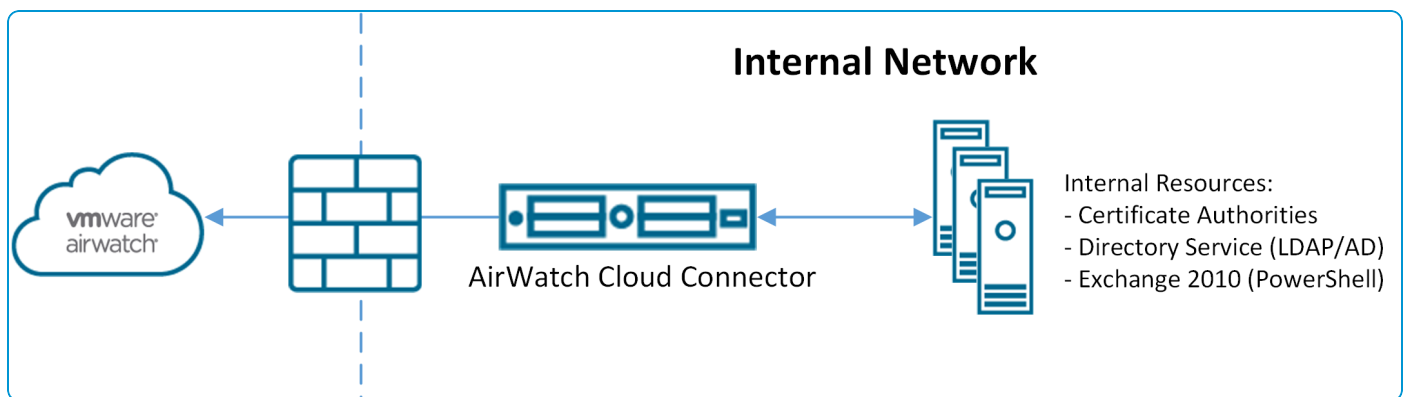 Internal Network
vmware
airwatch
AirWatch Cloud Connector
Internal Resources:
- Certificate Authorities
- Directory Service (LDAP/AD)
- Exchange 2010 (PowerShell)